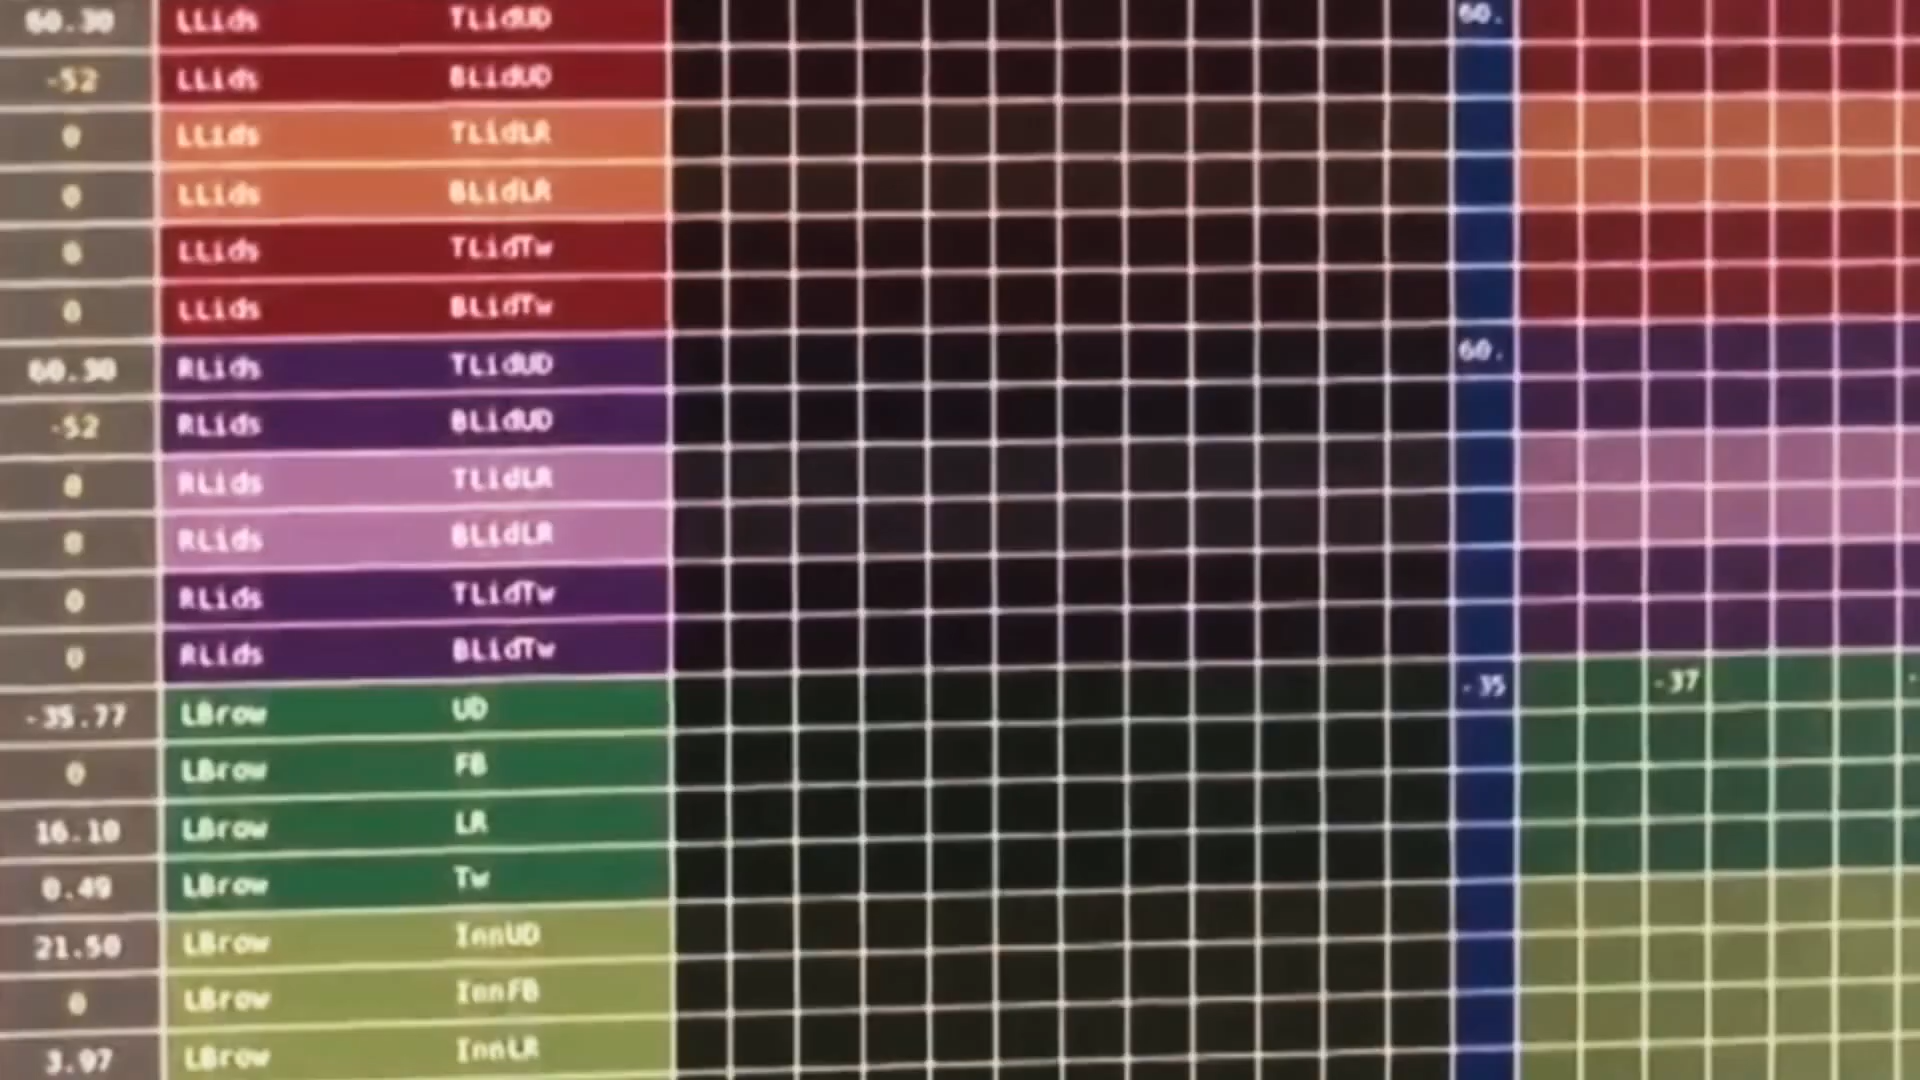 60.30 LLids TLidUD 60.
-52 LLids BLidUD
0 LLids TLidLR
0 LLids BLidLR
0 LLids TLidTw
0 LLids BLidTw
60.30 RLids TLidUD 60.
-52 RLids BLidUD
0 RLids TLidLR
0 RLids BLidLR
0 RLids TLidTw
0 RLids BLidTw
-35.77 LBrow UD -35 -37
0 LBrow FB
16.10 LBrow LR
0.49 LBrow Tw
21.50 LBrow InnUD
0 LBrow InnFB
3.97 LBrow InnLR